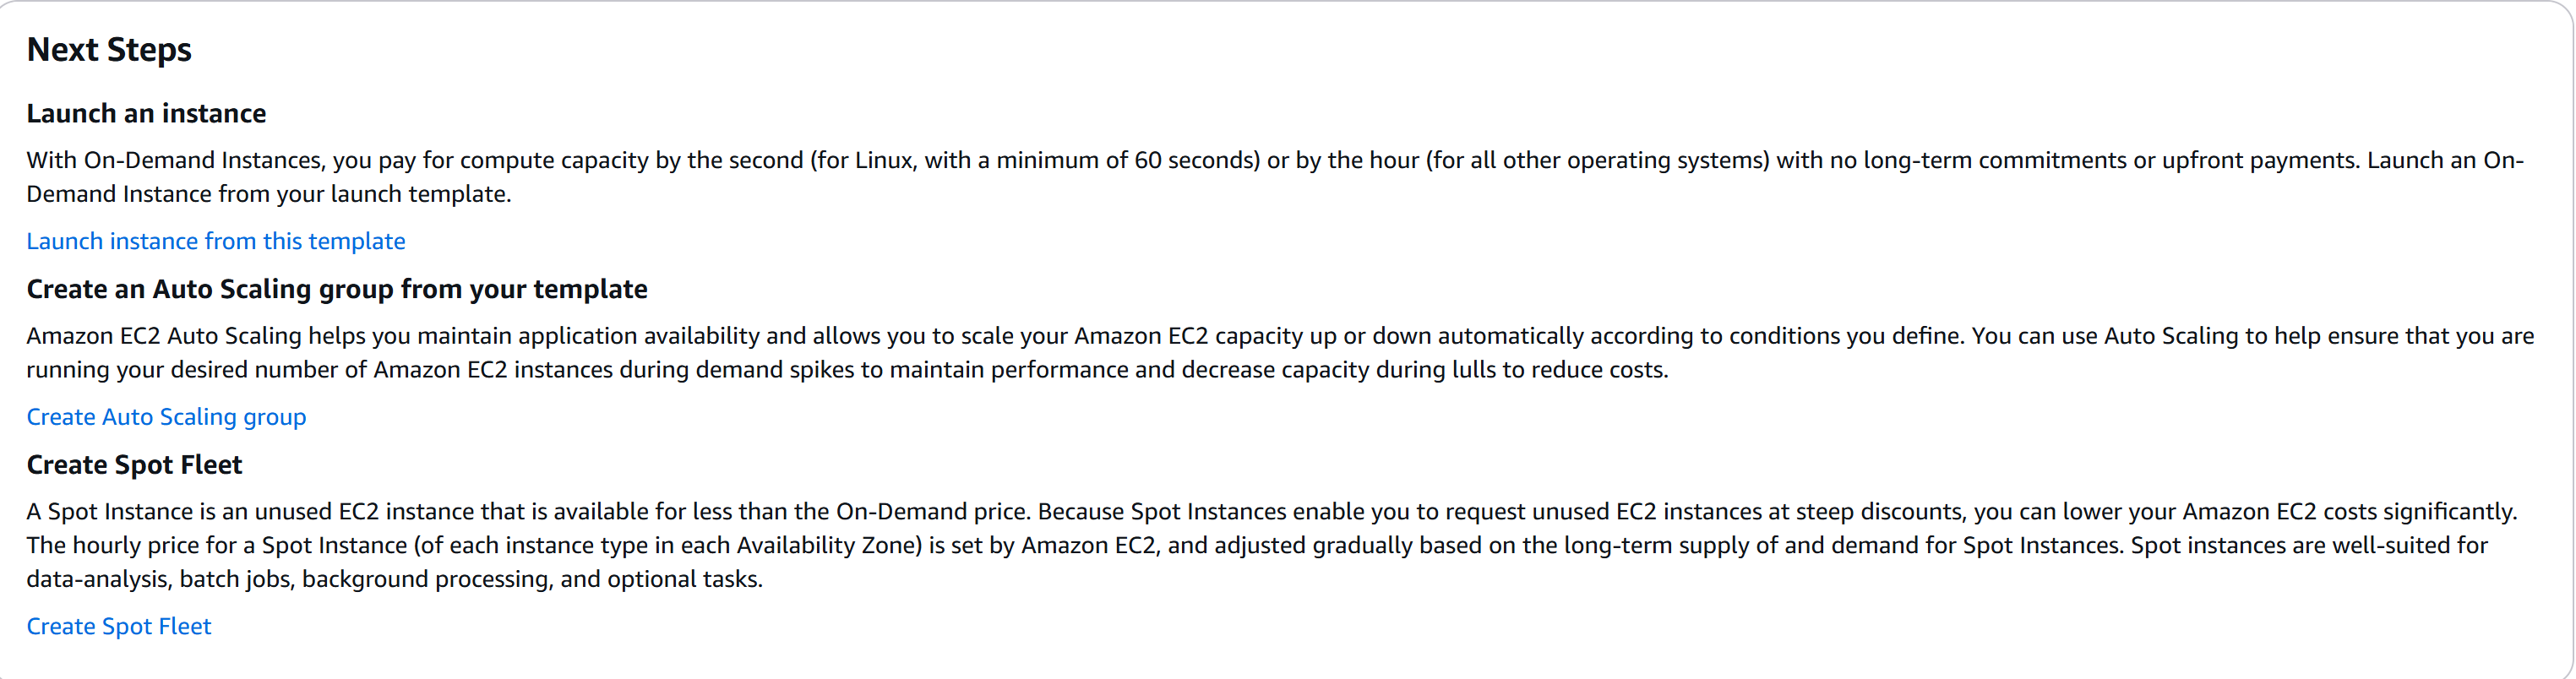 Next Steps
Launch an instance
With On-Demand Instances, you pay for compute capacity by the second (for Linux, with a minimum of 60 seconds) or by the hour (for all other operating systems) with no long-term commitments or upfront payments. Launch an On-
Demand Instance from your launch template.
Launch instance from this template
Create an Auto Scaling group from your template
Amazon EC2 Auto Scaling helps you maintain application availability and allows you to scale your Amazon EC2 capacity up or down automatically according to conditions you define. You can use Auto Scaling to help ensure that you are
running your desired number of Amazon EC2 instances during demand spikes to maintain performance and decrease capacity during lulls to reduce costs.
Create Auto Scaling group
Create Spot Fleet
A Spot Instance is an unused EC2 instance that is available for less than the On-Demand price. Because Spot Instances enable you to request unused EC2 instances at steep discounts, you can lower your Amazon EC2 costs significantly.
The hourly price for a Spot Instance (of each instance type in each Availability Zone) is set by Amazon EC2, and adjusted gradually based on the long-term supply of and demand for Spot Instances. Spot instances are well-suited for
data-analysis, batch jobs, background processing, and optional tasks.
Create Spot Fleet